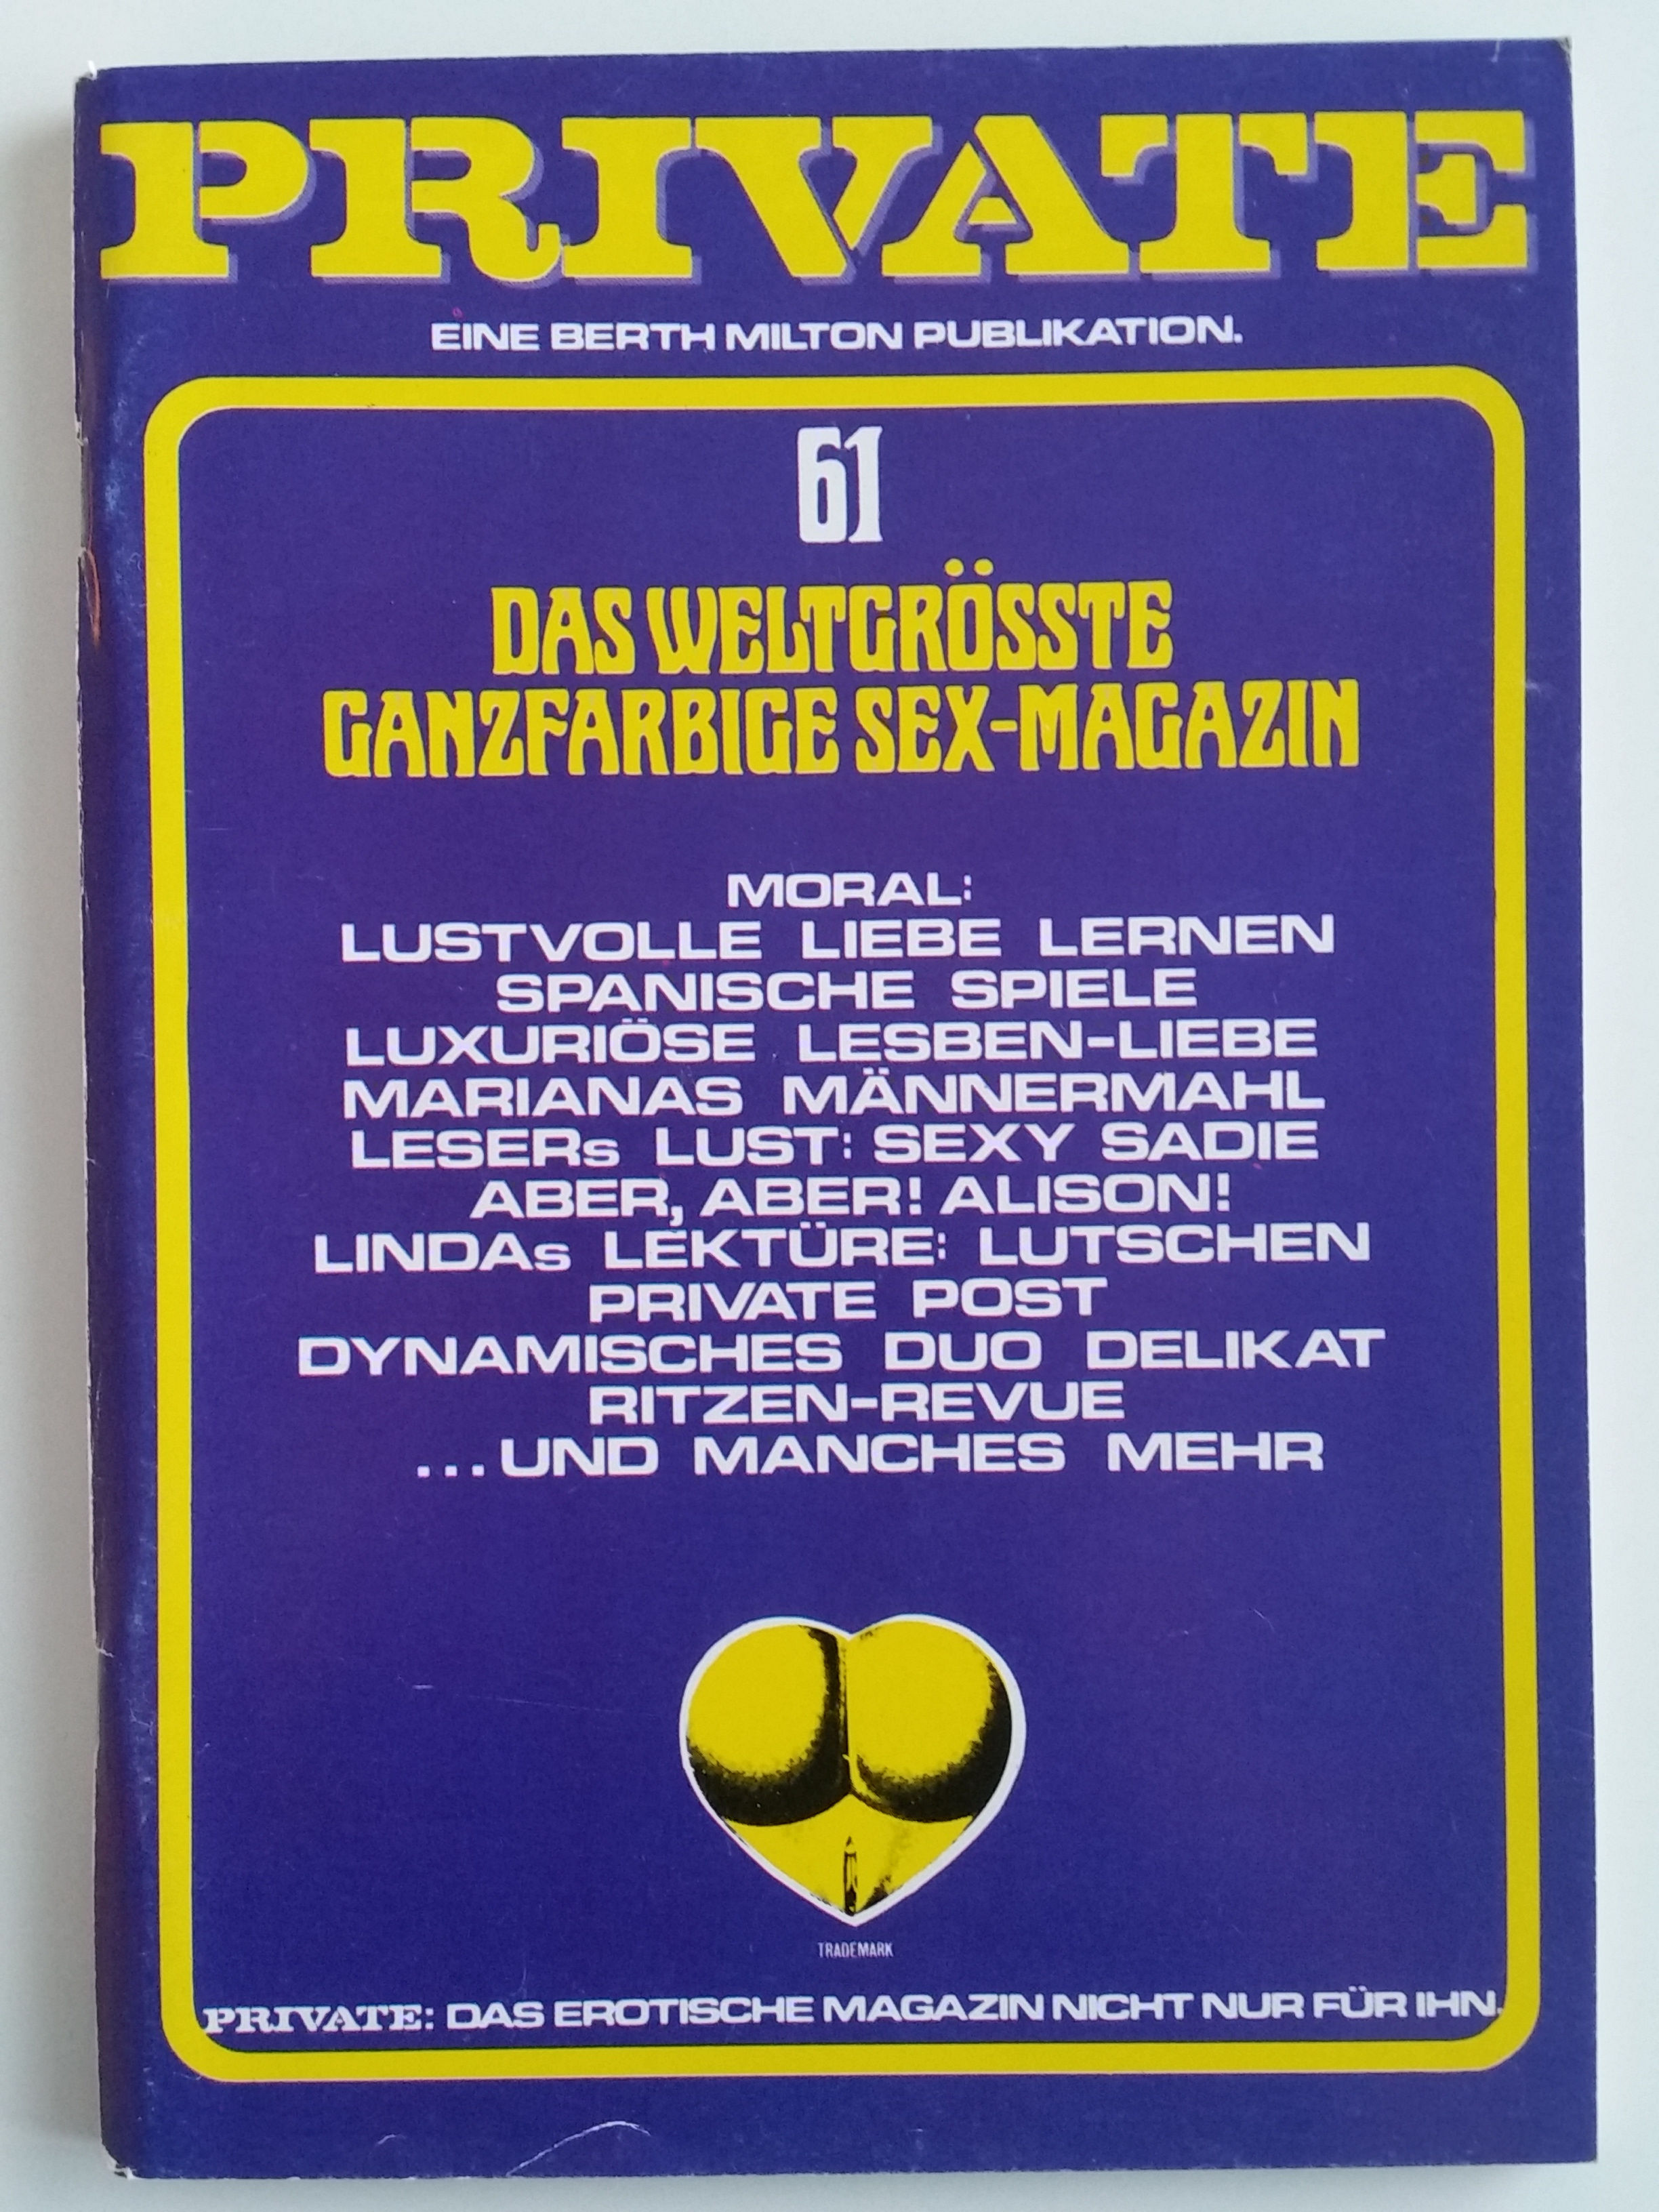 PRIVATE
EINE BERTH MILTON PUBLIKATION.
61
DAS WELTGRÖSSTE
GANZFARBIGE SEX-MAGAZIN
MORAL:
LUSTVOLLE LIEBE LERNEN
SPANISCHE SPIELE
LUXURIÖSE LESBEN-LIEBE
MARIANAS MÄNNERMAHL
LESERs LUST: SEXY SADIE
ABER, ABER! ALISON!
LINDAs LEKTÜRE: LUTSCHEN
PRIVATE POST
DYNAMISCHES DUO DELIKAT
RITZEN-REVUE
...UND MANCHES MEHR
TRADEMARK
PRIVATE: DAS EROTISCHE MAGAZIN NICHT NUR FÜR IHN.